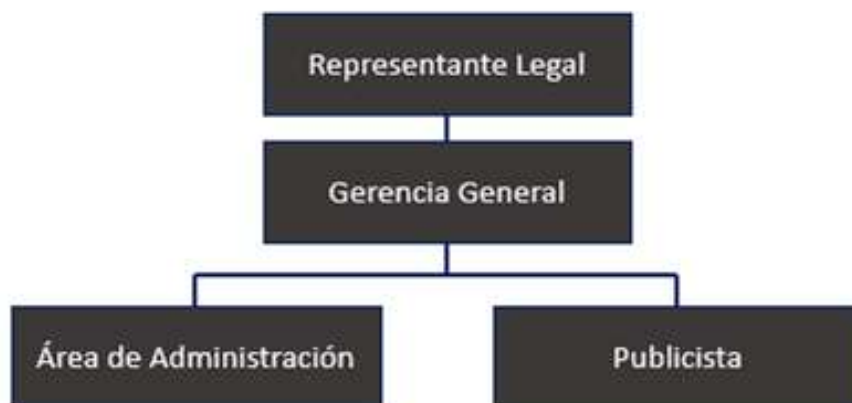 Representante Legal
Gerencia General
Área de Administración
Publicista